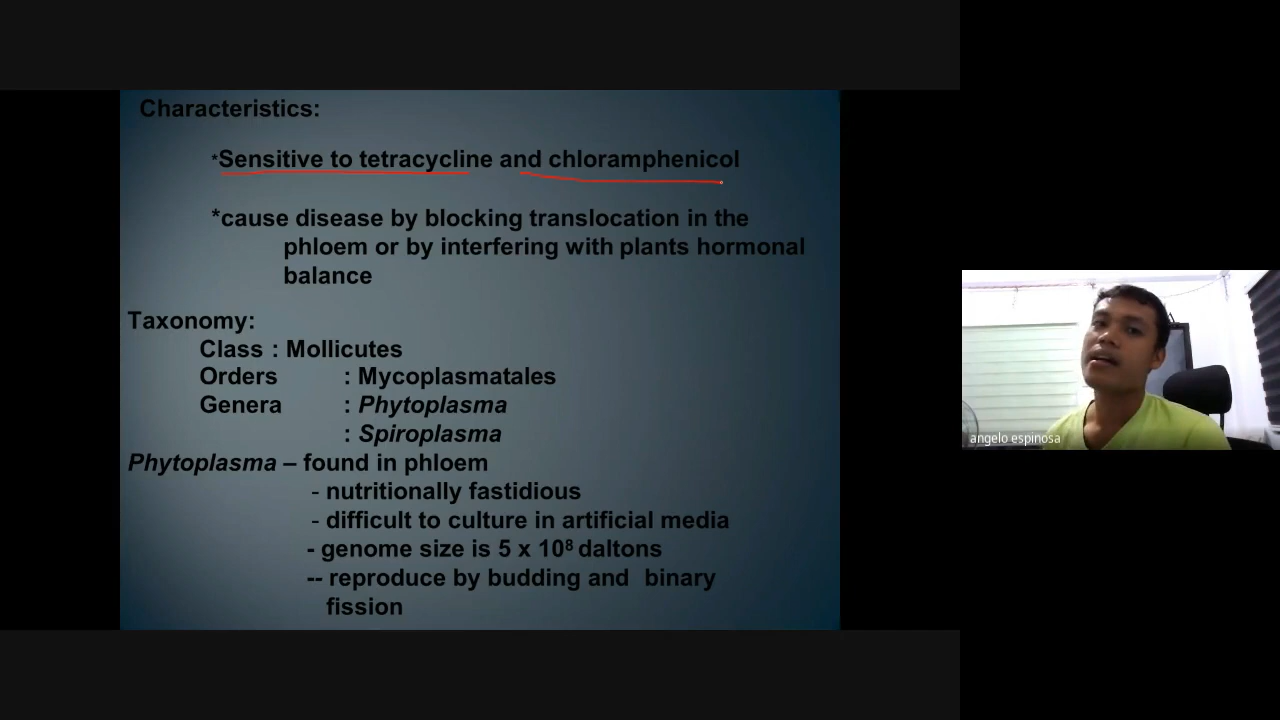 Characteristics:
*Sensitive to tetracycline and chloramphenicol
*cause disease by blocking translocation in the
phloem or by interfering with plants hormonal
balance
Taxonomy:
Class : Mollicutes
Orders : Mycoplasmatales
Genera : Phytoplasma
: Spiroplasma
Phytoplasma – found in phloem
- nutritionally fastidious
- difficult to culture in artificial media
- genome size is 5 x 10⁸ daltons
-- reproduce by budding and binary
fission
angelo espinosa